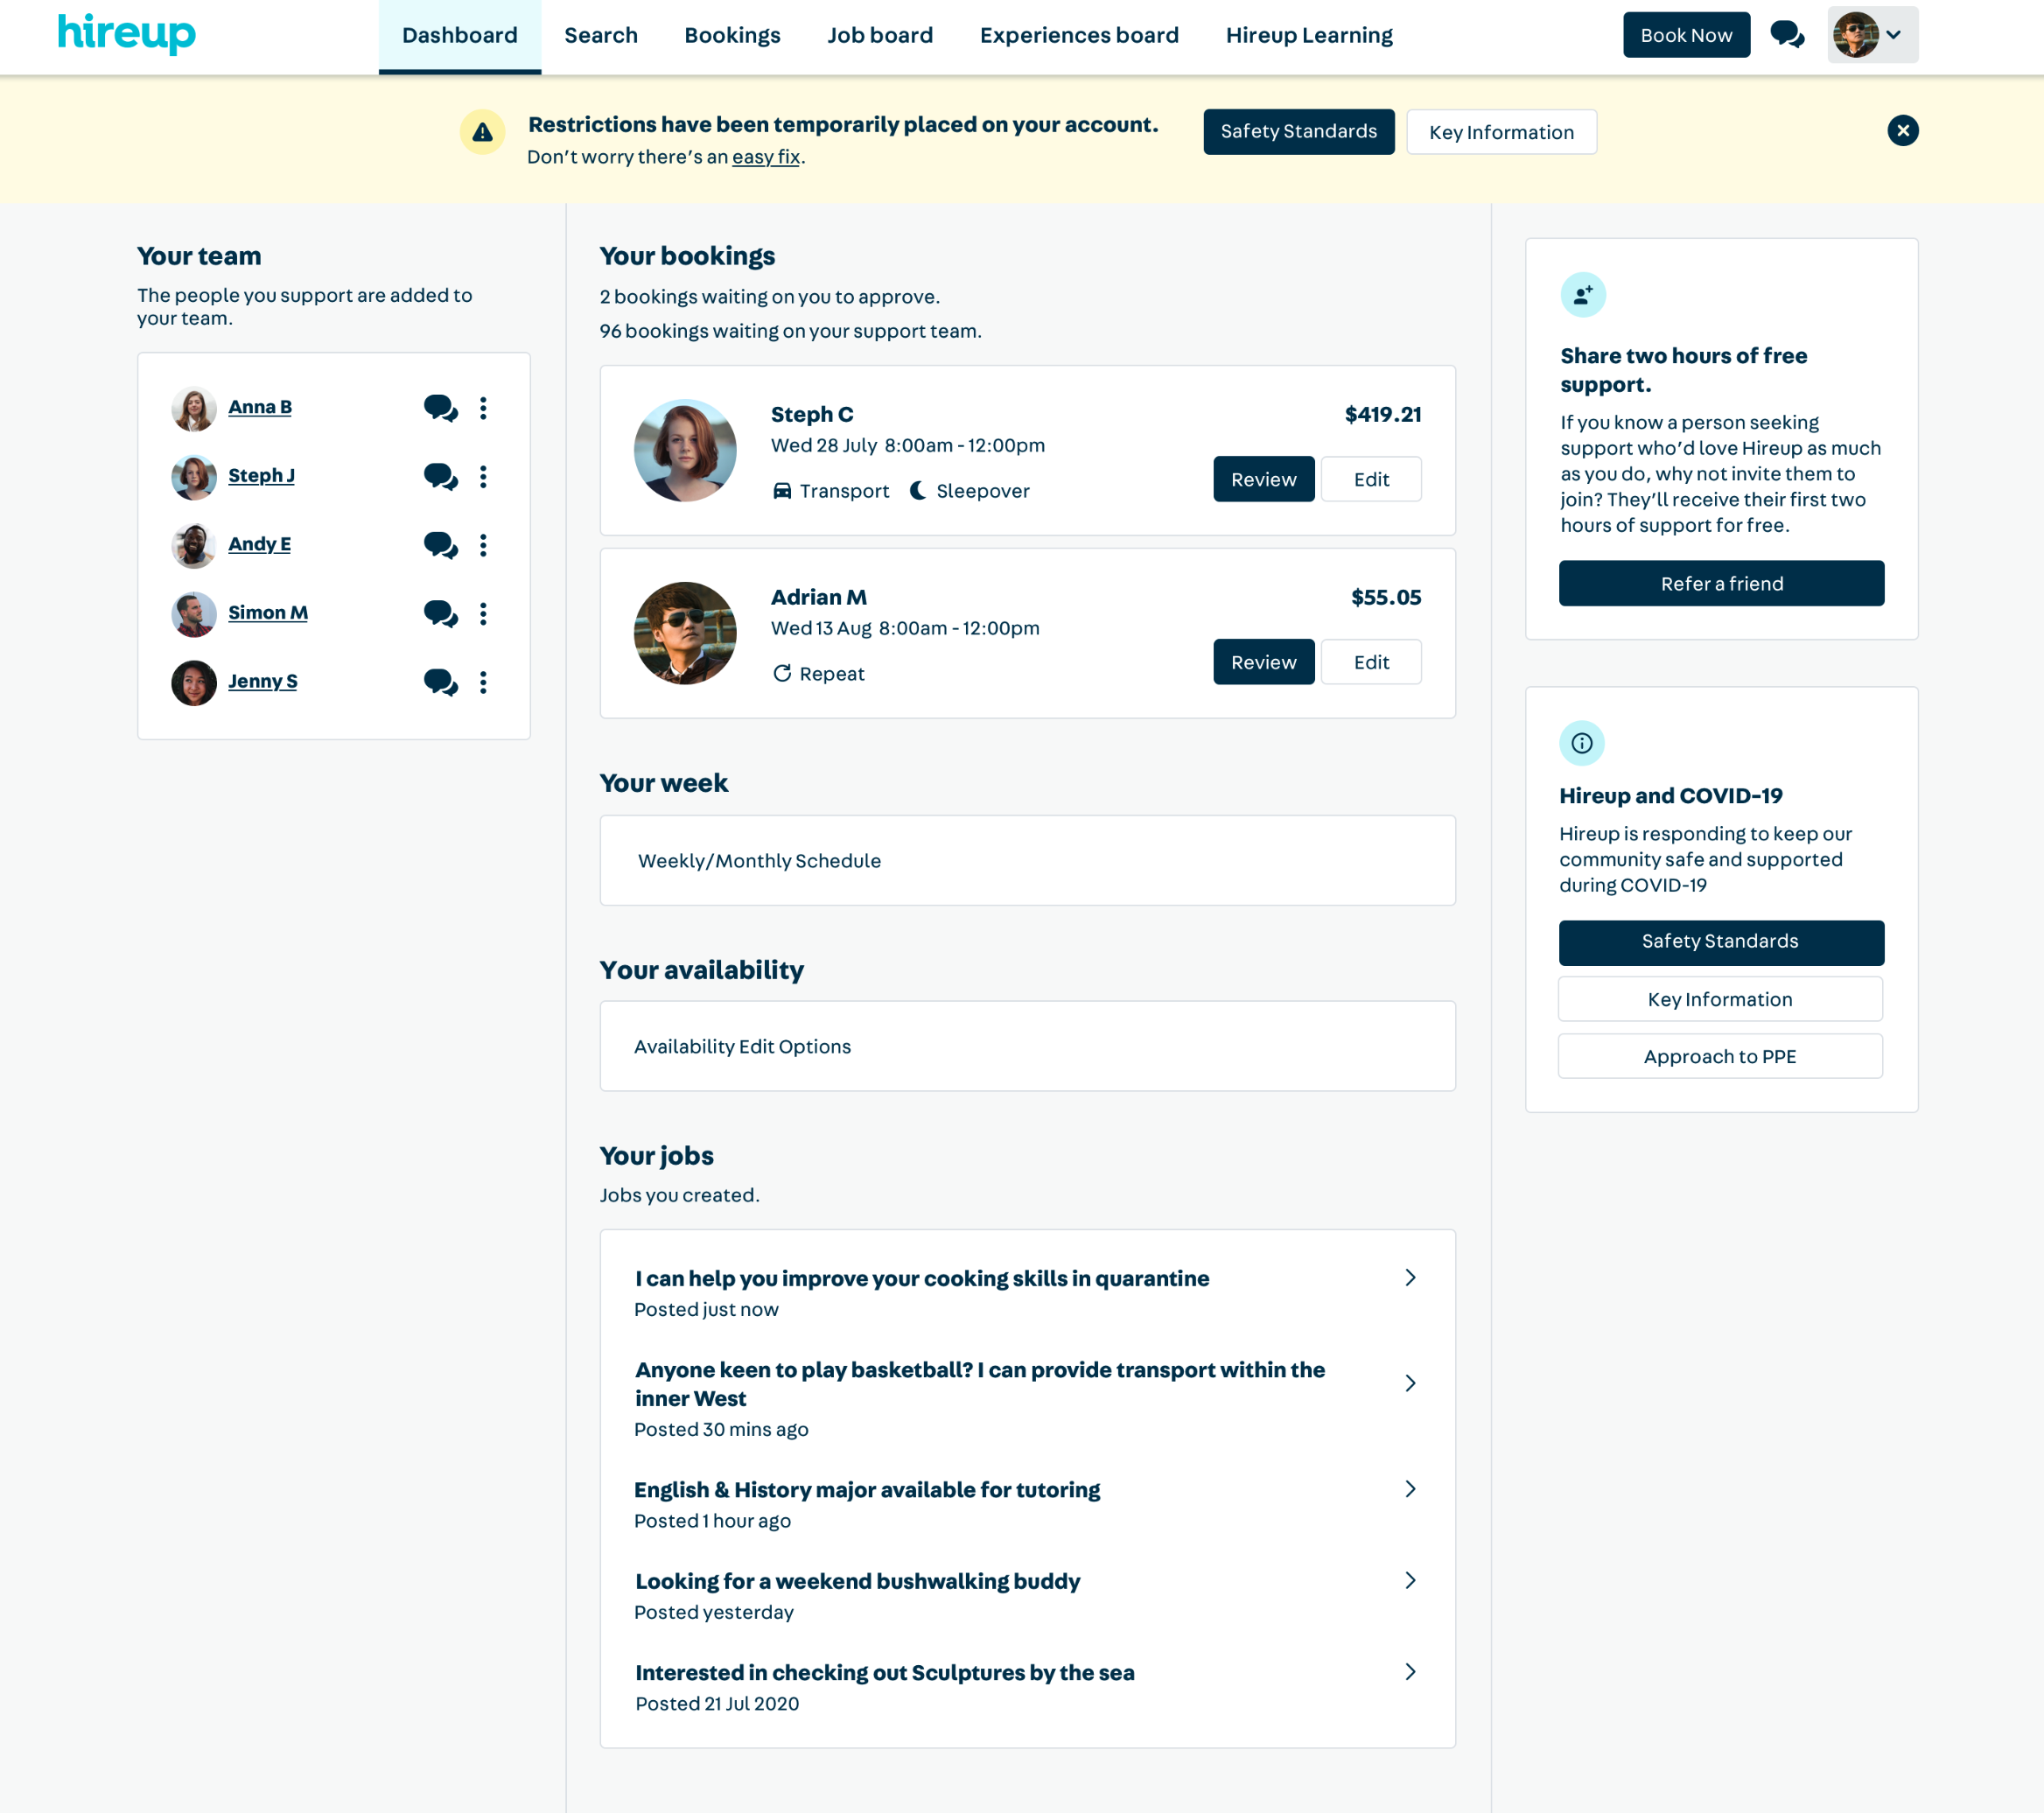 hireup
Dashboard
Search
Bookings
Job board
Experiences board
Hireup Learning
Book Now
Restrictions have been temporarily placed on your account.
Don’t worry there’s an easy fix.
Safety Standards
Key Information
Your team
The people you support are added to
your team.
Anna B
Steph J
Andy E
Simon M
Jenny S
Your bookings
2 bookings waiting on you to approve.
96 bookings waiting on your support team.
Steph C
$419.21
Wed 28 July 8:00am - 12:00pm
Transport
Sleepover
Review
Edit
Adrian M
$55.05
Wed 13 Aug 8:00am - 12:00pm
Repeat
Review
Edit
Your week
Weekly/Monthly Schedule
Your availability
Availability Edit Options
Your jobs
Jobs you created.
I can help you improve your cooking skills in quarantine
Posted just now
Anyone keen to play basketball? I can provide transport within the
inner West
Posted 30 mins ago
English & History major available for tutoring
Posted 1 hour ago
Looking for a weekend bushwalking buddy
Posted yesterday
Interested in checking out Sculptures by the sea
Posted 21 Jul 2020
Share two hours of free
support.
If you know a person seeking
support who’d love Hireup as much
as you do, why not invite them to
join? They’ll receive their first two
hours of support for free.
Refer a friend
Hireup and COVID-19
Hireup is responding to keep our
community safe and supported
during COVID-19
Safety Standards
Key Information
Approach to PPE